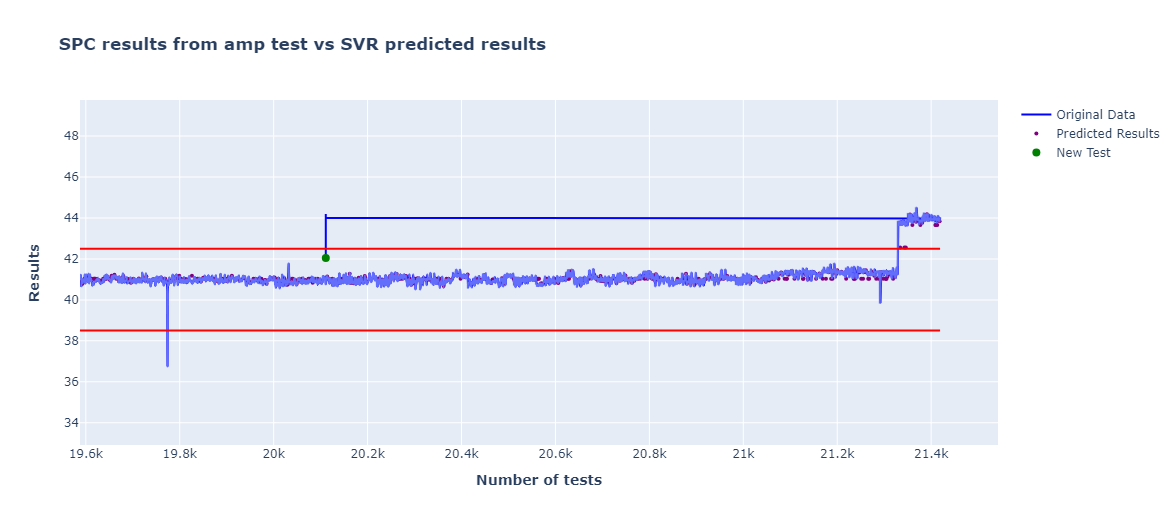 SPC results from amp test vs SVR predicted results
Original Data
Predicted Results
New Test
48
46
44
42
40
38
36
34
Results
19.6k 19.8k 20k 20.2k 20.4k 20.6k 20.8k 21k 21.2k 21.4k
Number of tests